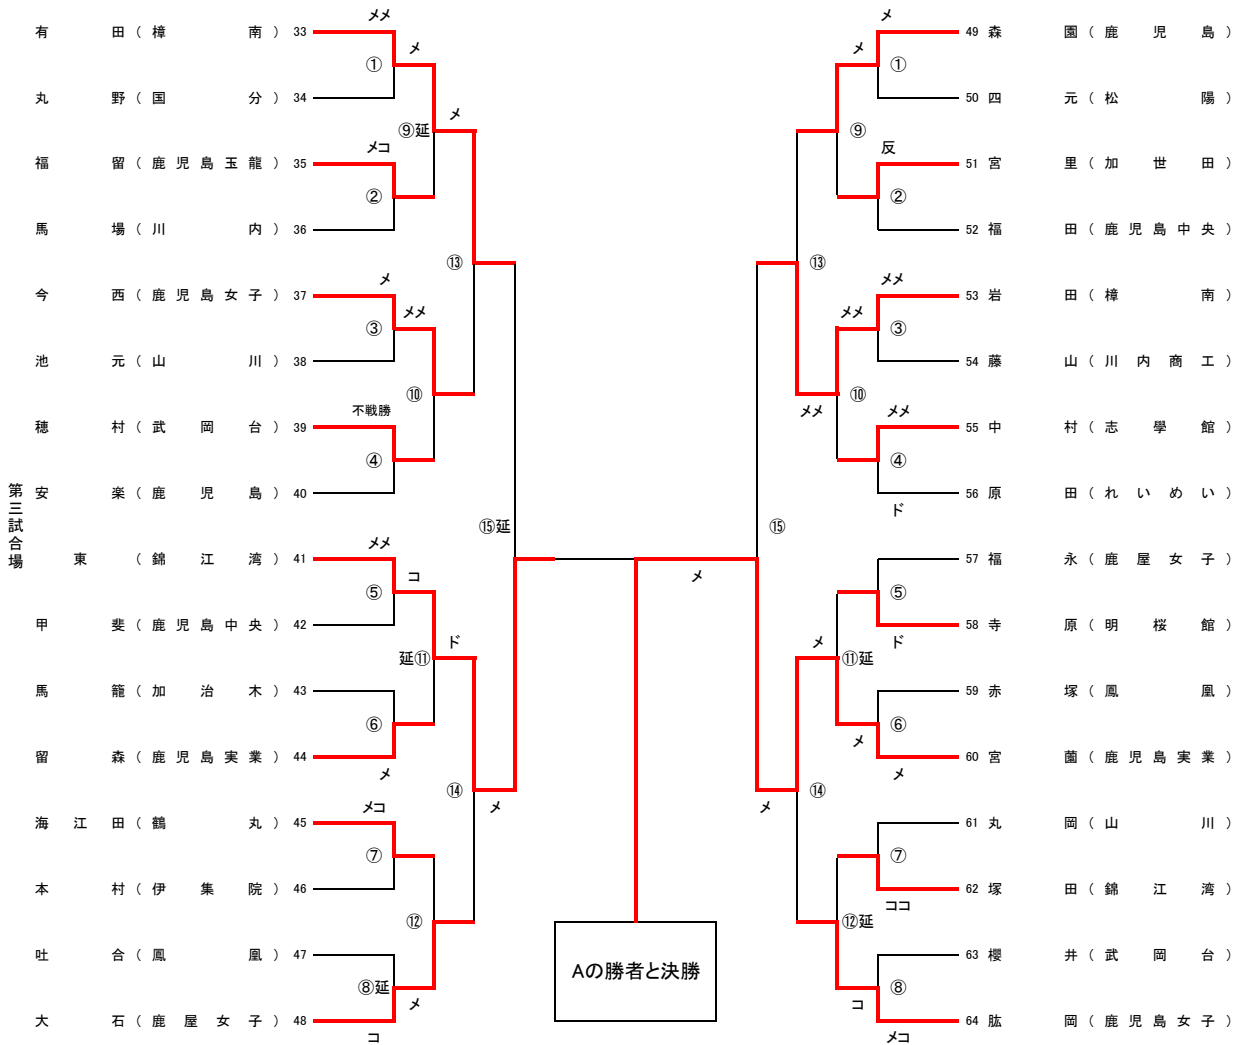 第三試合場
有田(樟南) 33
丸野(国分) 34
福留(鹿児島玉龍) 35
馬場(川内) 36
今西(鹿児島女子) 37
池元(山川) 38
穂村(武岡台) 39
安楽(鹿児島) 40
東(錦江湾) 41
甲斐(鹿児島中央) 42
馬籠(加治木) 43
留森(鹿児島実業) 44
海江田(鶴丸) 45
本村(伊集院) 46
吐合(鳳凰) 47
大石(鹿屋女子) 48
メメ
①
メ
メコ
②
⑨延
メ
メ
③
メメ
不戦勝
④
⑩
⑬
メメ
⑤
コ
⑥
メ
延⑪
ド
メコ
⑦
⑧延
コ
メ
⑫
⑭
メ
⑮延
Aの勝者と決勝
メ
⑮
49 森園(鹿児島)
50 四元(松陽)
51 宮里(加世田)
52 福田(鹿児島中央)
53 岩田(樟南)
54 藤山(川内商工)
55 中村(志學館)
56 原田(れいめい)
57 福永(鹿屋女子)
58 寺原(明桜館)
59 赤塚(鳳凰)
60 宮薗(鹿児島実業)
61 丸岡(山川)
62 塚田(錦江湾)
63 櫻井(武岡台)
64 肱岡(鹿児島女子)
メ
①
メ
反
②
⑨
メメ
③
メメ
メメ
④
ド
⑩
メメ
⑬
⑤
ド
⑥
メ
メ
⑪延
メ
⑦
ココ
⑧
メコ
コ
⑫延
⑭
メ